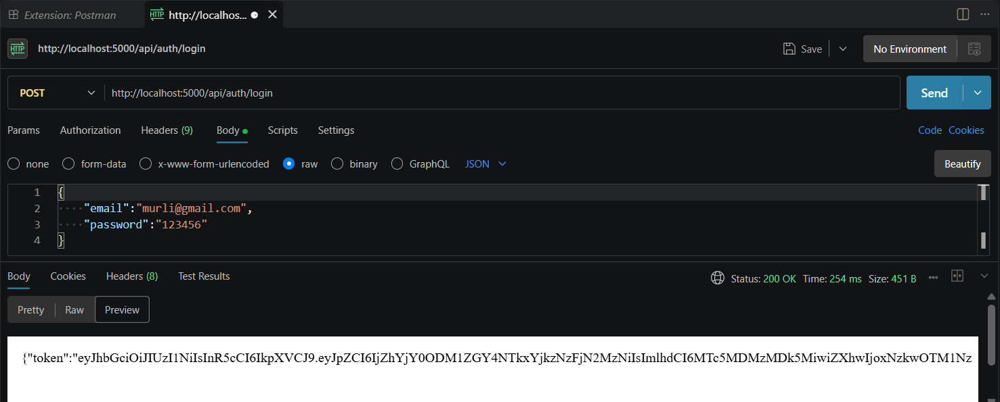 Extension: Postman
HTTP http://localhos...
HTTP http://localhost:5000/api/auth/login
Save
No Environment
POST http://localhost:5000/api/auth/login
Send
Params Authorization Headers (9) Body Scripts Settings
Code Cookies
none form-data x-www-form-urlencoded raw binary GraphQL JSON
Beautify
1 {
2 ····"email":"murli@gmail.com",
3 ····"password":"123456"
4 }
Body Cookies Headers (8) Test Results
Status: 200 OK Time: 254 ms Size: 451 B
Pretty Raw Preview
{"token":"eyJhbGciOiJIUzI1NiIsInR5cCI6IkpXVCJ9.eyJpZCI6IjZhYjY0ODM1ZGY4NTkxYjkzNzFjN2MzNiIsImlhdCI6MTc5MDMzMDk5MiwiZXhwIjoxNzkwOTM1Nz